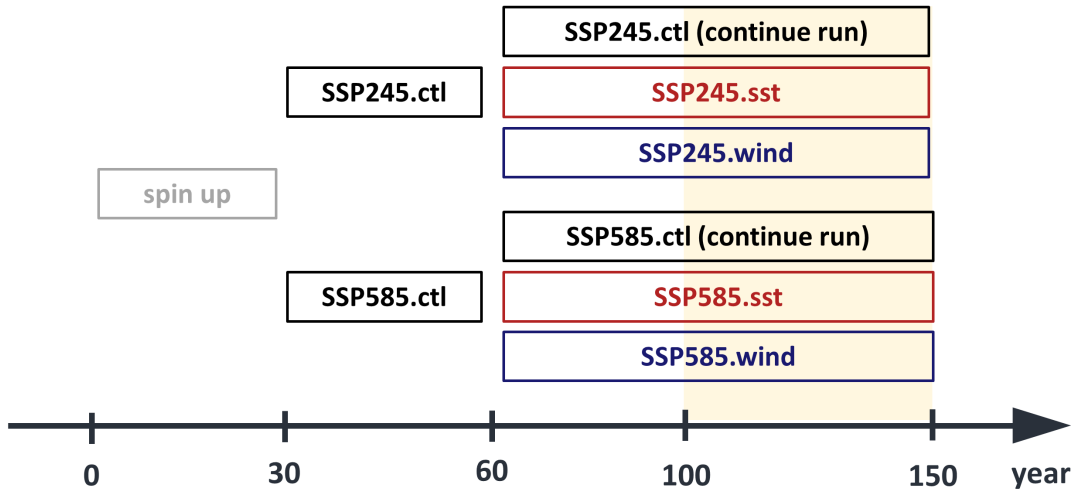 SSP245.ctl (continue run)
SSP245.ctl
SSP245.sst
SSP245.wind
spin up
SSP585.ctl (continue run)
SSP585.ctl
SSP585.sst
SSP585.wind
0 30 60 100 150 year